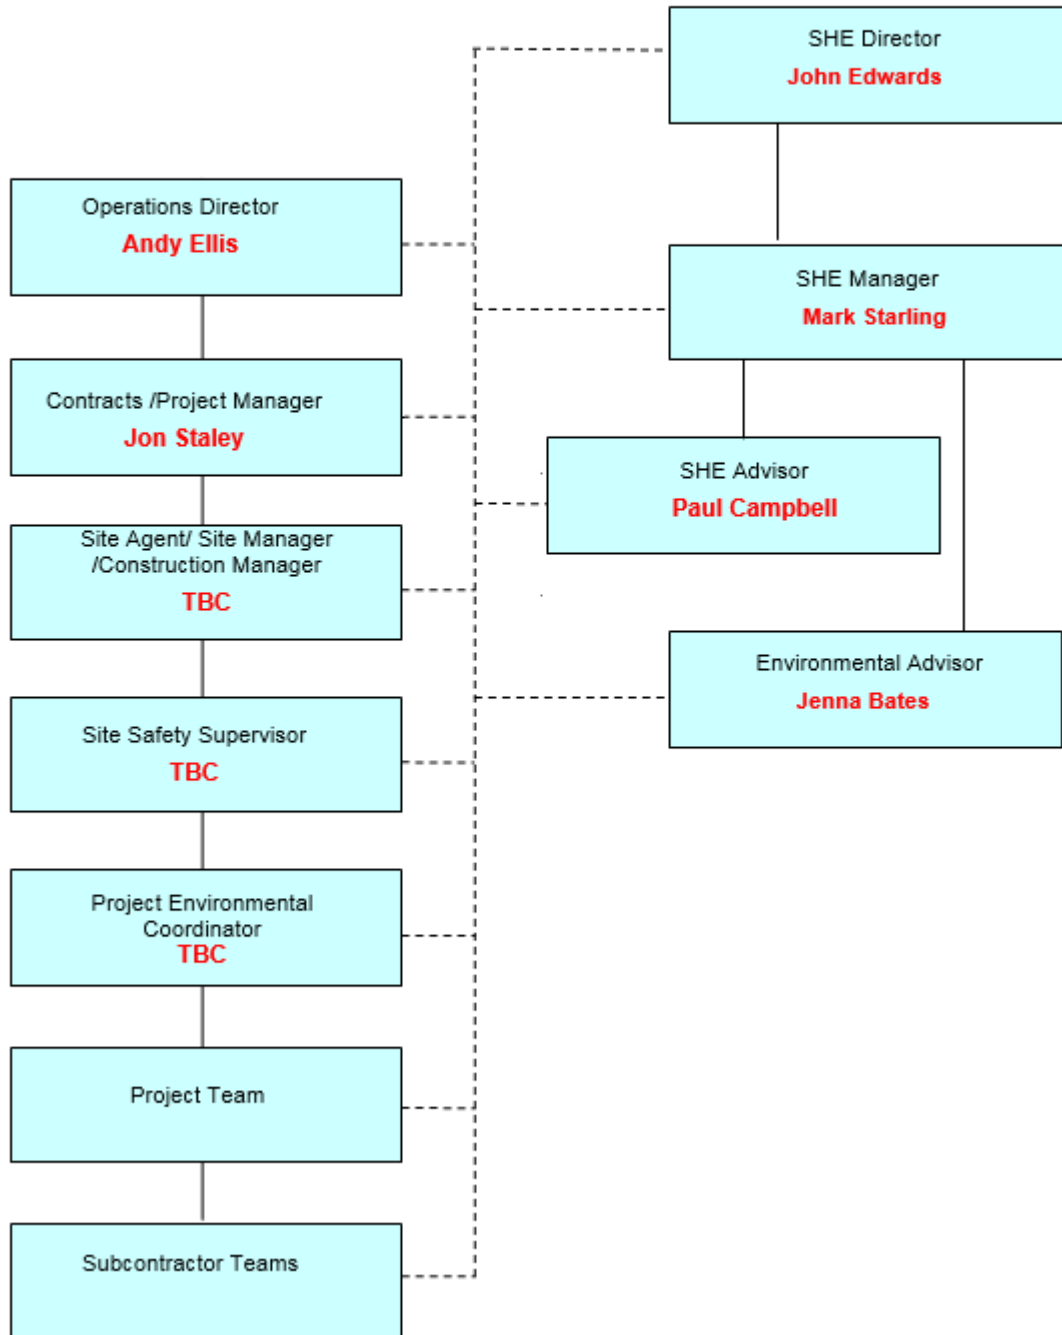 SHE Director
John Edwards
Operations Director
Andy Ellis
SHE Manager
Mark Starling
Contracts /Project Manager
Jon Staley
SHE Advisor
Paul Campbell
Site Agent/ Site Manager
/Construction Manager
TBC
Environmental Advisor
Jenna Bates
Site Safety Supervisor
TBC
Project Environmental
Coordinator
TBC
Project Team
Subcontractor Teams